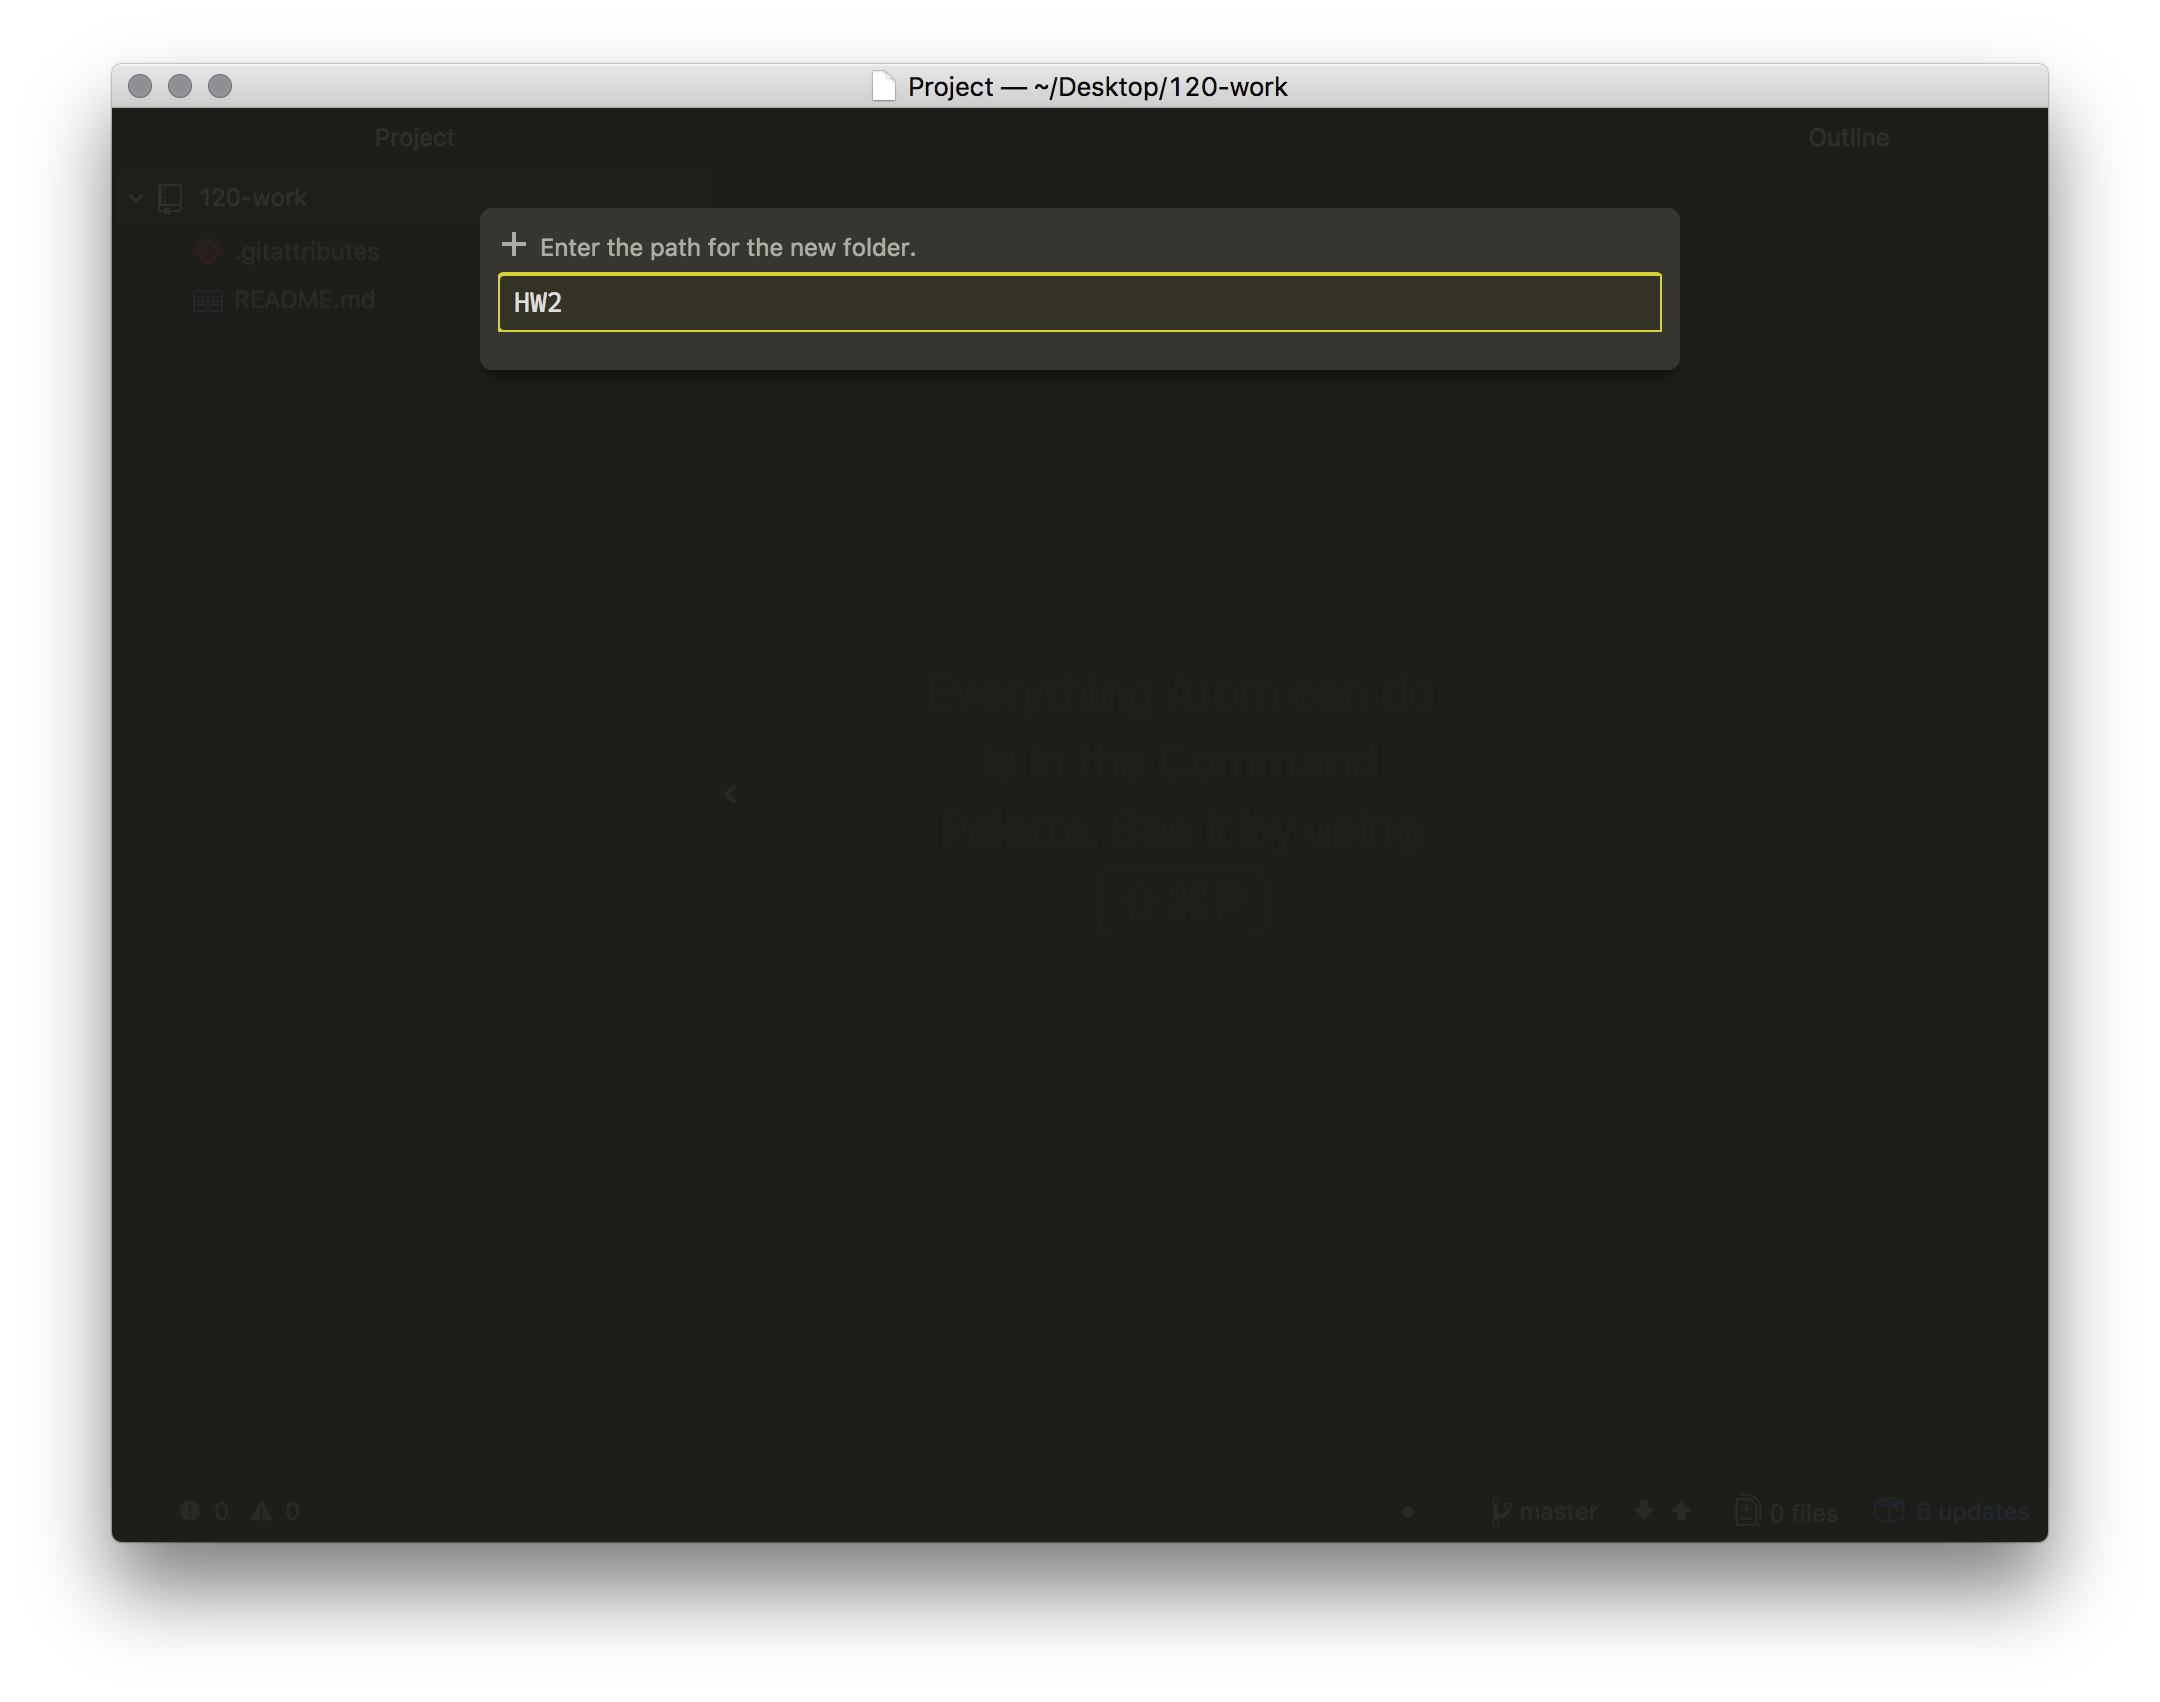 Project — ~/Desktop/120-work
Project
Outline
120-work
.gitattributes
README.md
Enter the path for the new folder.
HW2
Everything Atom can do
is in the Command
Palette. See it by using
⇧⌘P
0 0
master
0 files
6 updates